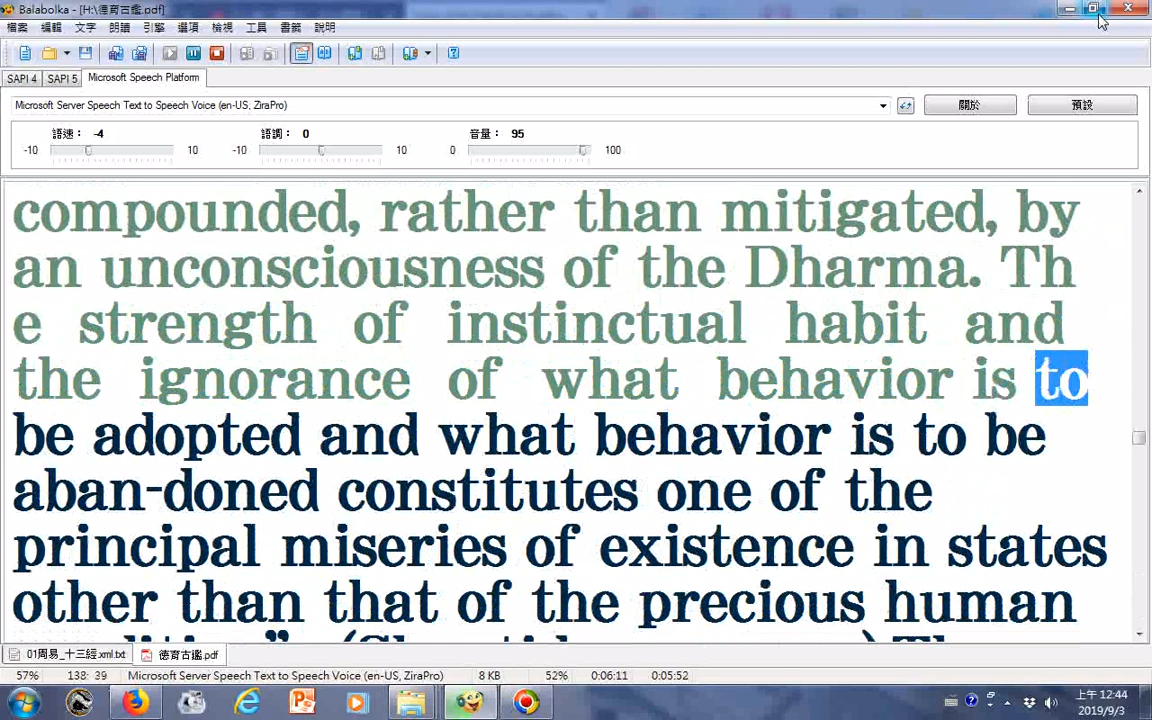 Balabolka - [H:\德育古鑑.pdf]
檔案 編輯 文字 朗讀 引擎 選項 檢視 工具 書籤 說明
SAPI 4 SAPI 5 Microsoft Speech Platform
Microsoft Server Speech Text to Speech Voice (en-US, ZiraPro) 關於 預設
語速： -4 語調： 0 音量： 95
-10 10 -10 10 0 100
compounded, rather than mitigated, by
an unconsciousness of the Dharma. Th
e strength of instinctual habit and
the ignorance of what behavior is to
be adopted and what behavior is to be
aban-doned constitutes one of the
principal miseries of existence in states
other than that of the precious human
01周易_十三經.xml.txt 德育古鑑.pdf
57% 138: 39 Microsoft Server Speech Text to Speech Voice (en-US, ZiraPro) 8 KB 52% 0:06:11 0:05:52
上午 12:44
2019/9/3